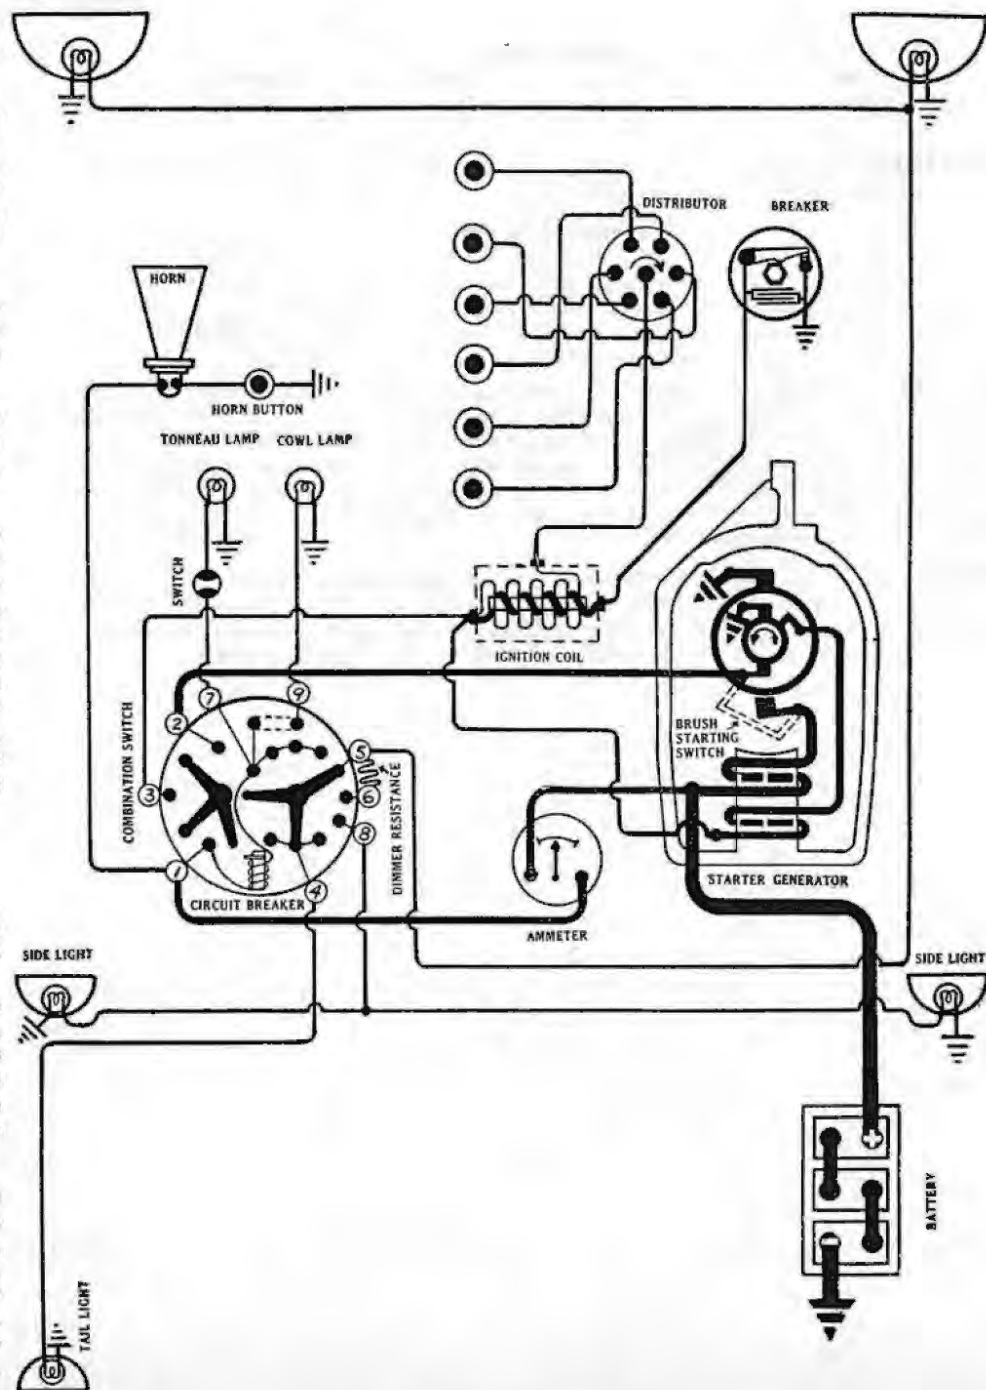 DISTRIBUTOR
BREAKER
HORN
HORN BUTTON
TONNEAU LAMP
COWL LAMP
SWITCH
IGNITION COIL
BRUSH
STARTING
SWITCH
COMBINATION SWITCH
7
9
2
5
3
6
8
1
4
DIMMER RESISTANCE
CIRCUIT BREAKER
STARTER GENERATOR
AMMETER
SIDE LIGHT
SIDE LIGHT
BATTERY
TAIL LIGHT